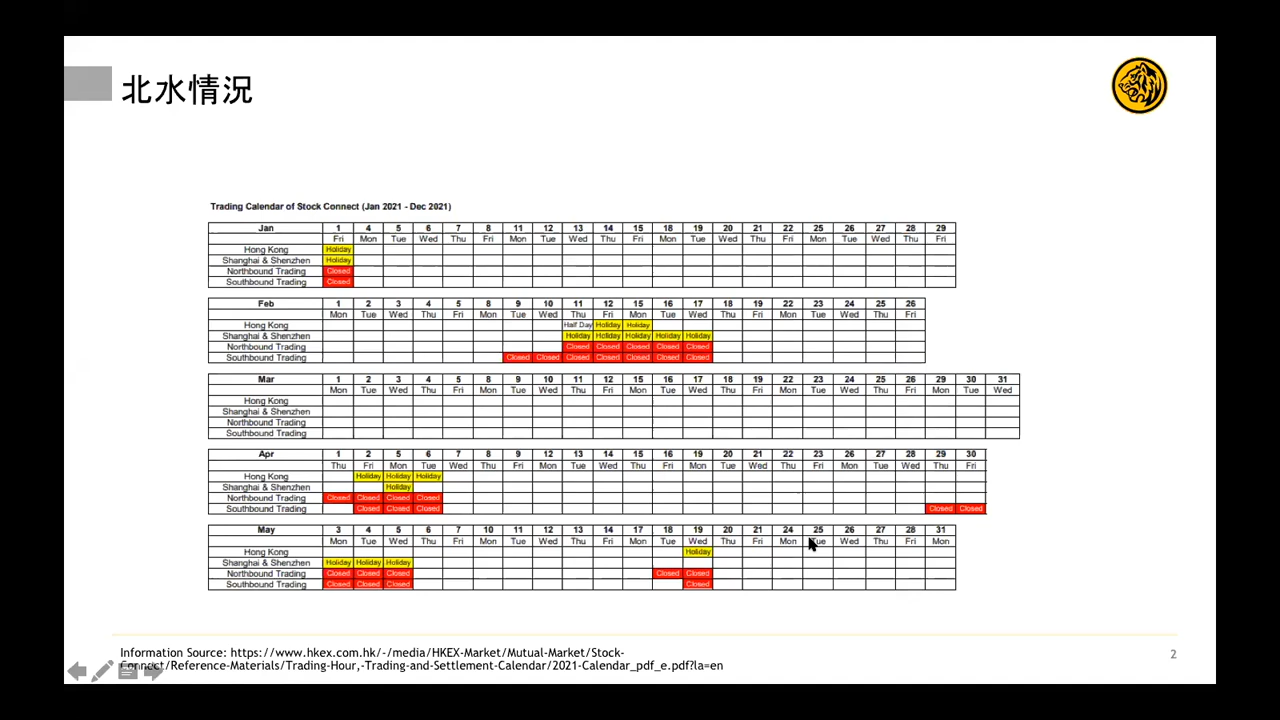 北水情況
Trading Calendar of Stock Connect (Jan 2021 - Dec 2021)
Jan 1 4 5 6 7 8 11 12 13 14 15 18 19 20 21 22 25 26 27 28 29
Fri Mon Tue Wed Thu Fri Mon Tue Wed Thu Fri Mon Tue Wed Thu Fri Mon Tue Wed Thu Fri
Hong Kong Holiday
Shanghai & Shenzhen Holiday
Northbound Trading Closed
Southbound Trading Closed
Feb 1 2 3 4 5 8 9 10 11 12 15 16 17 18 19 22 23 24 25 26
Mon Tue Wed Thu Fri Mon Tue Wed Thu Fri Mon Tue Wed Thu Fri Mon Tue Wed Thu Fri
Hong Kong Half Day Holiday Holiday
Shanghai & Shenzhen Holiday Holiday Holiday Holiday Holiday
Northbound Trading Closed Closed Closed Closed Closed
Southbound Trading Closed Closed Closed Closed Closed Closed Closed
Mar 1 2 3 4 5 8 9 10 11 12 15 16 17 18 19 22 23 24 25 26 29 30 31
Mon Tue Wed Thu Fri Mon Tue Wed Thu Fri Mon Tue Wed Thu Fri Mon Tue Wed Thu Fri Mon Tue Wed
Hong Kong
Shanghai & Shenzhen
Northbound Trading
Southbound Trading
Apr 1 2 5 6 7 8 9 12 13 14 15 16 19 20 21 22 23 26 27 28 29 30
Thu Fri Mon Tue Wed Thu Fri Mon Tue Wed Thu Fri Mon Tue Wed Thu Fri Mon Tue Wed Thu Fri
Hong Kong Holiday Holiday Holiday
Shanghai & Shenzhen Holiday
Northbound Trading Closed Closed Closed Closed
Southbound Trading Closed Closed Closed Closed Closed
May 3 4 5 6 7 10 11 12 13 14 17 18 19 20 21 24 25 26 27 28 31
Mon Tue Wed Thu Fri Mon Tue Wed Thu Fri Mon Tue Wed Thu Fri Mon Tue Wed Thu Fri Mon
Hong Kong Holiday
Shanghai & Shenzhen Holiday Holiday Holiday
Northbound Trading Closed Closed Closed Closed Closed
Southbound Trading Closed Closed Closed Closed
Information Source: https://www.hkex.com.hk/-/media/HKEX-Market/Mutual-Market/Stock-
Connect/Reference-Materials/Trading-Hour,-Trading-and-Settlement-Calendar/2021-Calendar_pdf_e.pdf?la=en
2